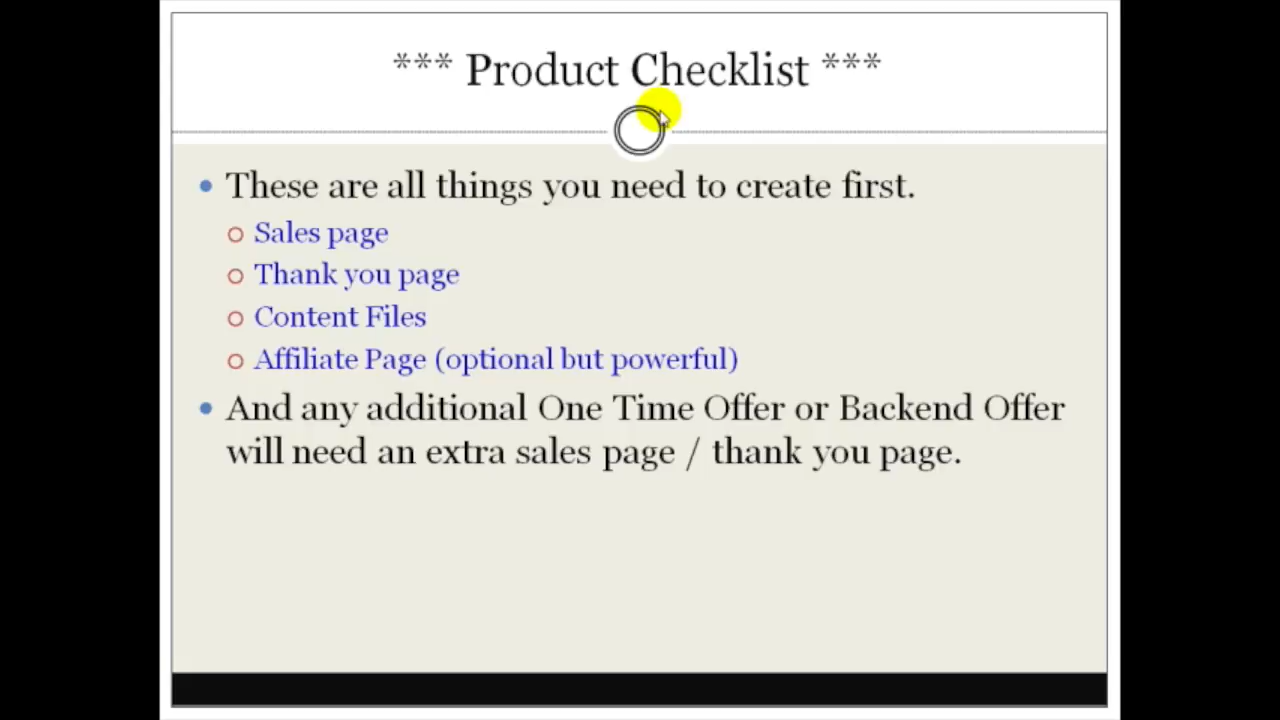 *** Product Checklist ***
These are all things you need to create first.
Sales page
Thank you page
Content Files
Affiliate Page (optional but powerful)
And any additional One Time Offer or Backend Offer
will need an extra sales page / thank you page.